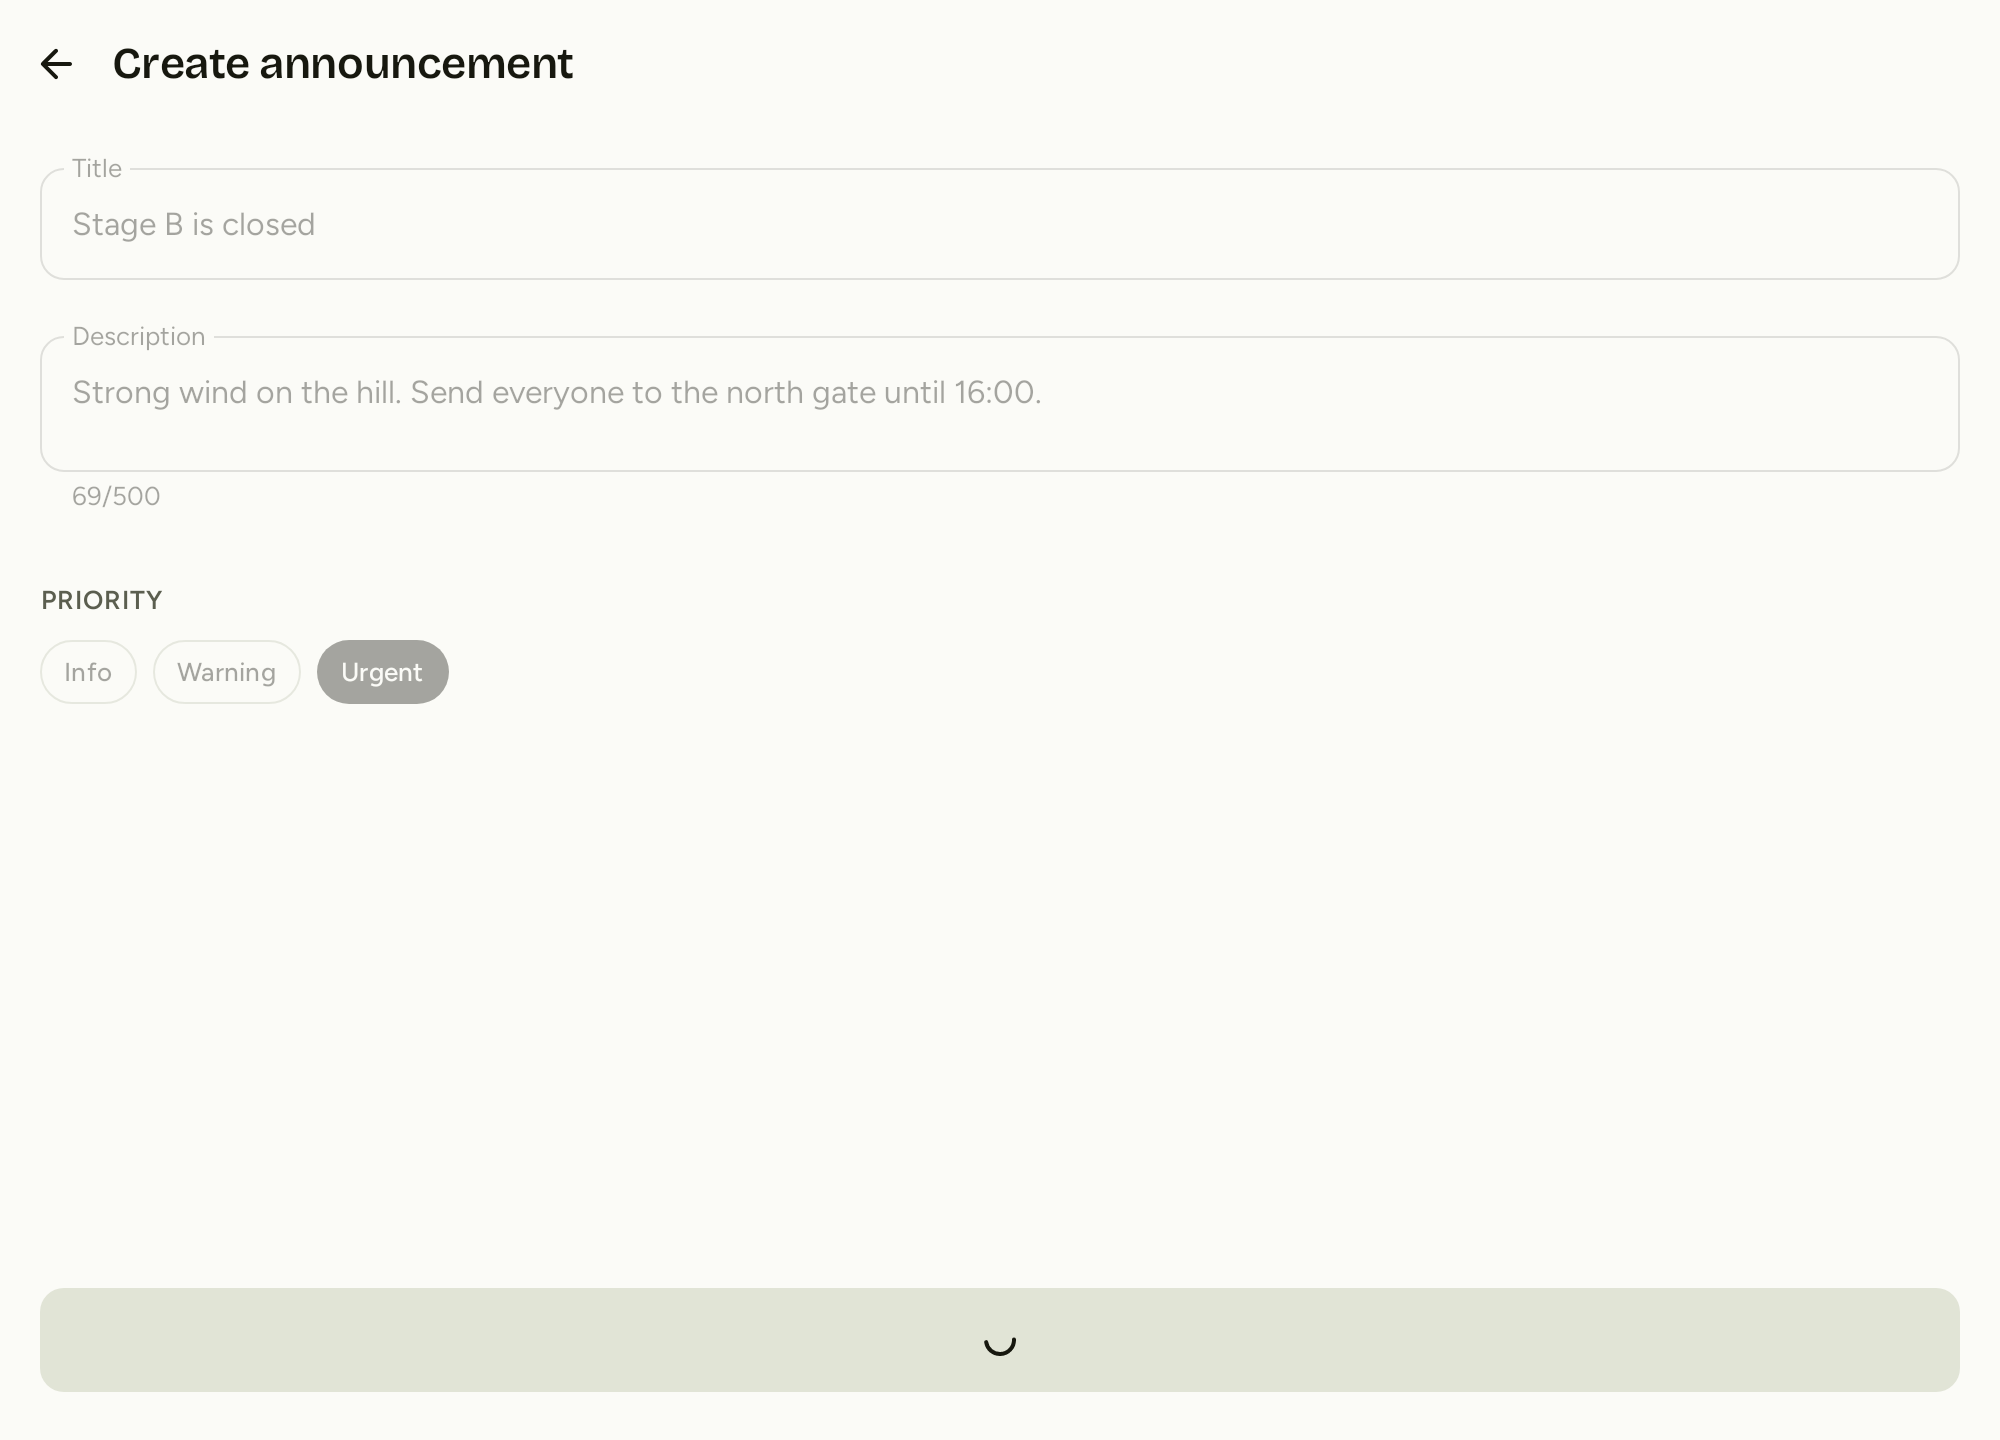 Create announcement
Title
Stage B is closed
Description
Strong wind on the hill. Send everyone to the north gate until 16:00.
69/500
PRIORITY
Info Warning Urgent